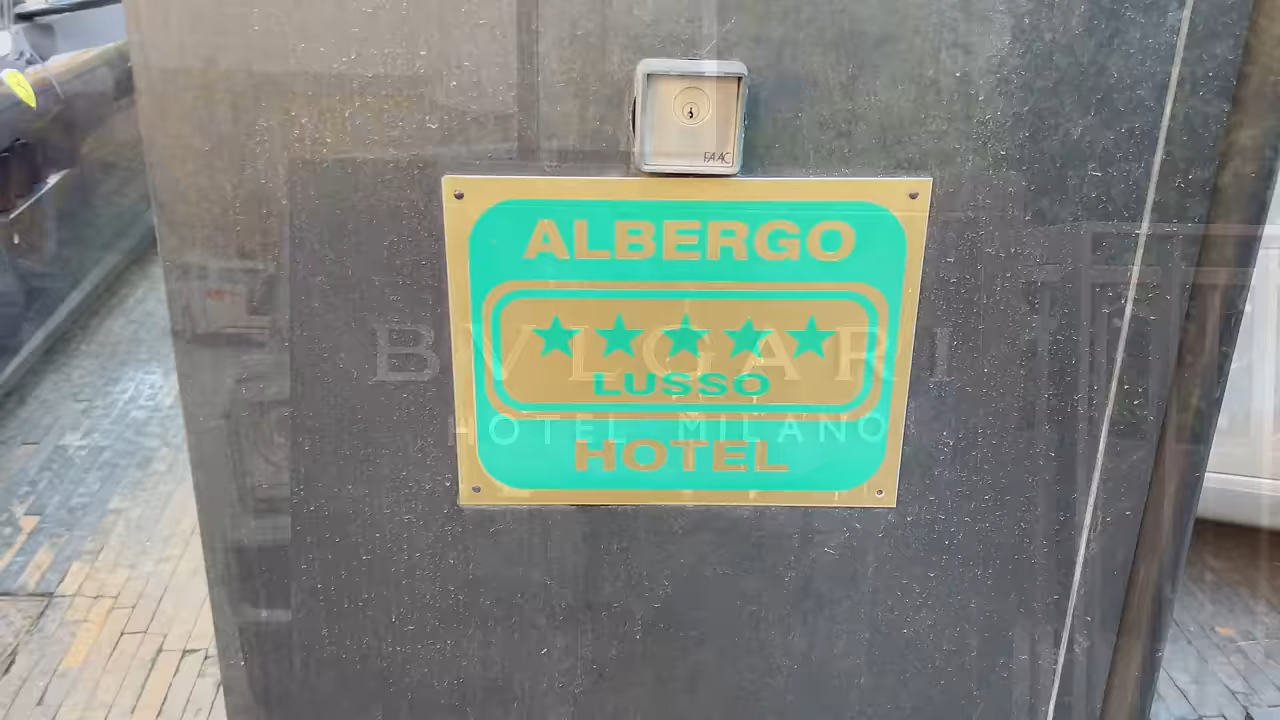 FAAC
ALBERGO
BVLGARI
LUSSO
HOTEL MILANO
HOTEL